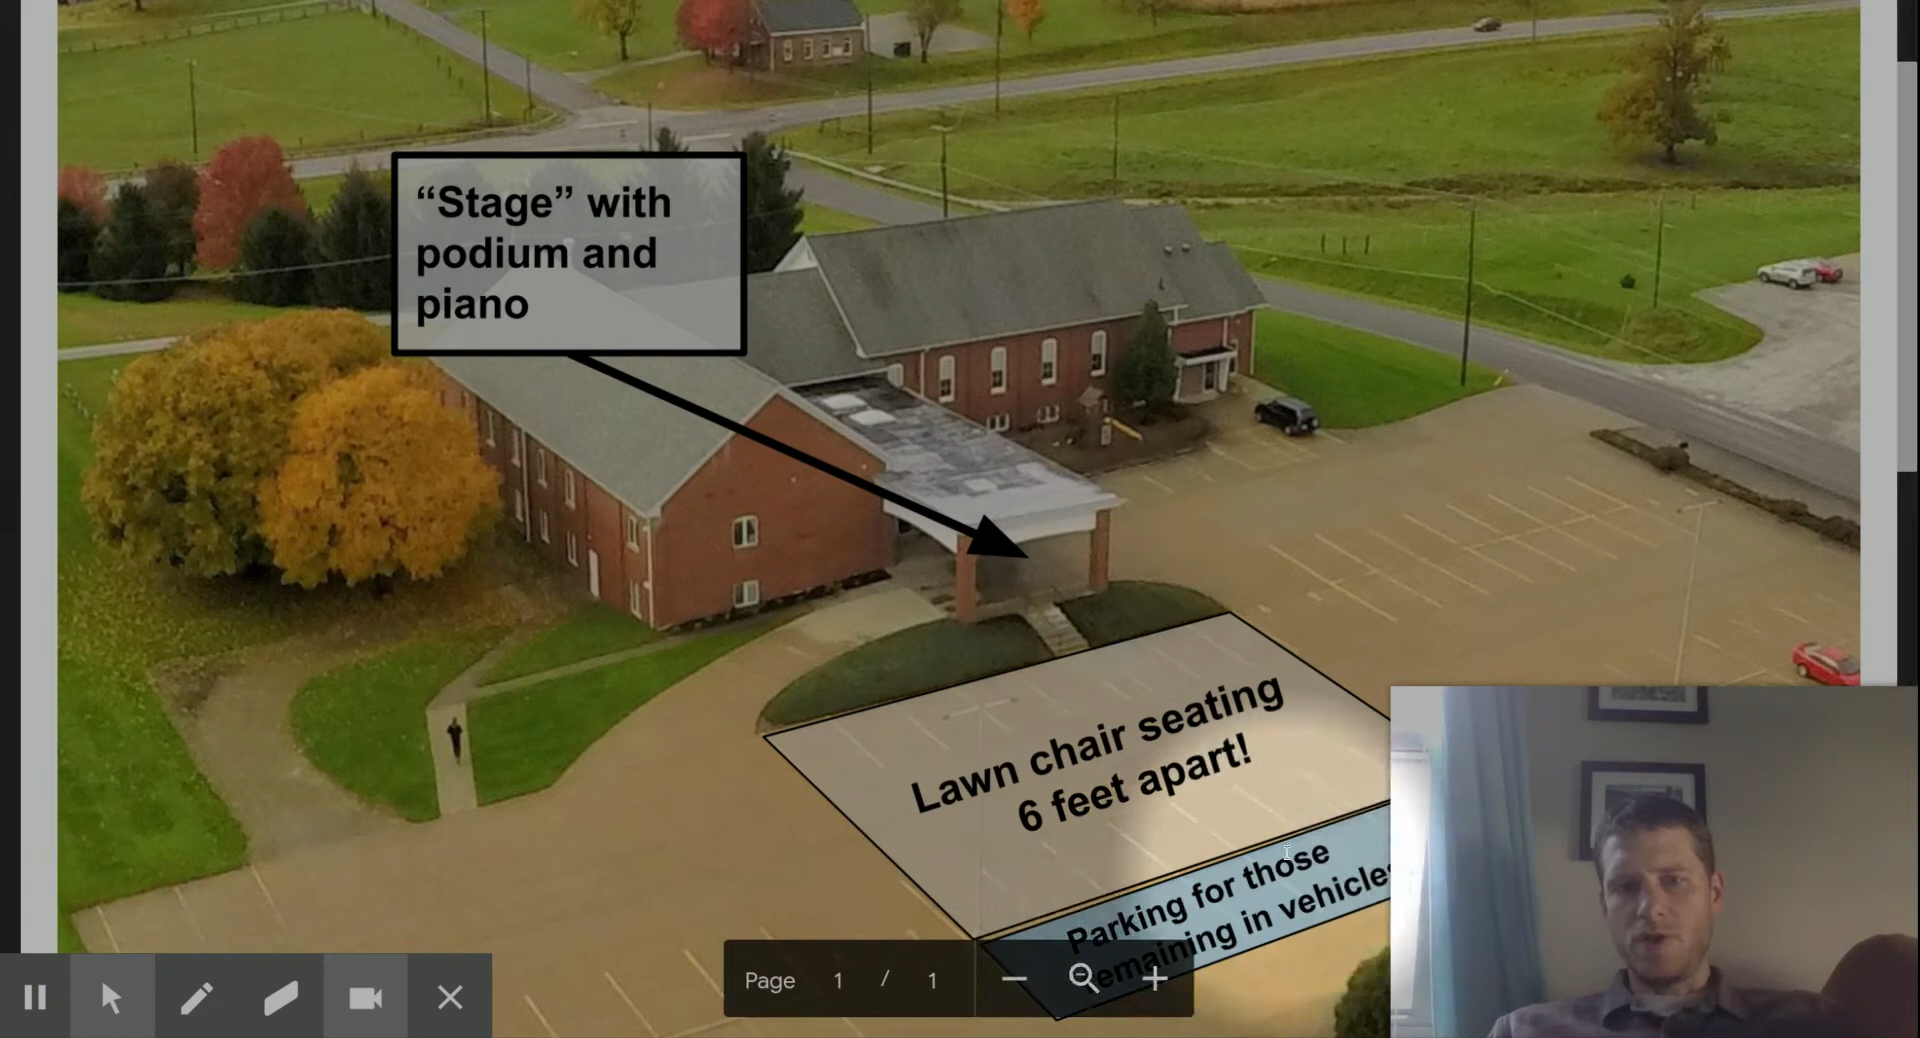 “Stage” with
podium and
piano
Lawn chair seating
6 feet apart!
Parking for those
remaining in vehicles
Page 1 / 1